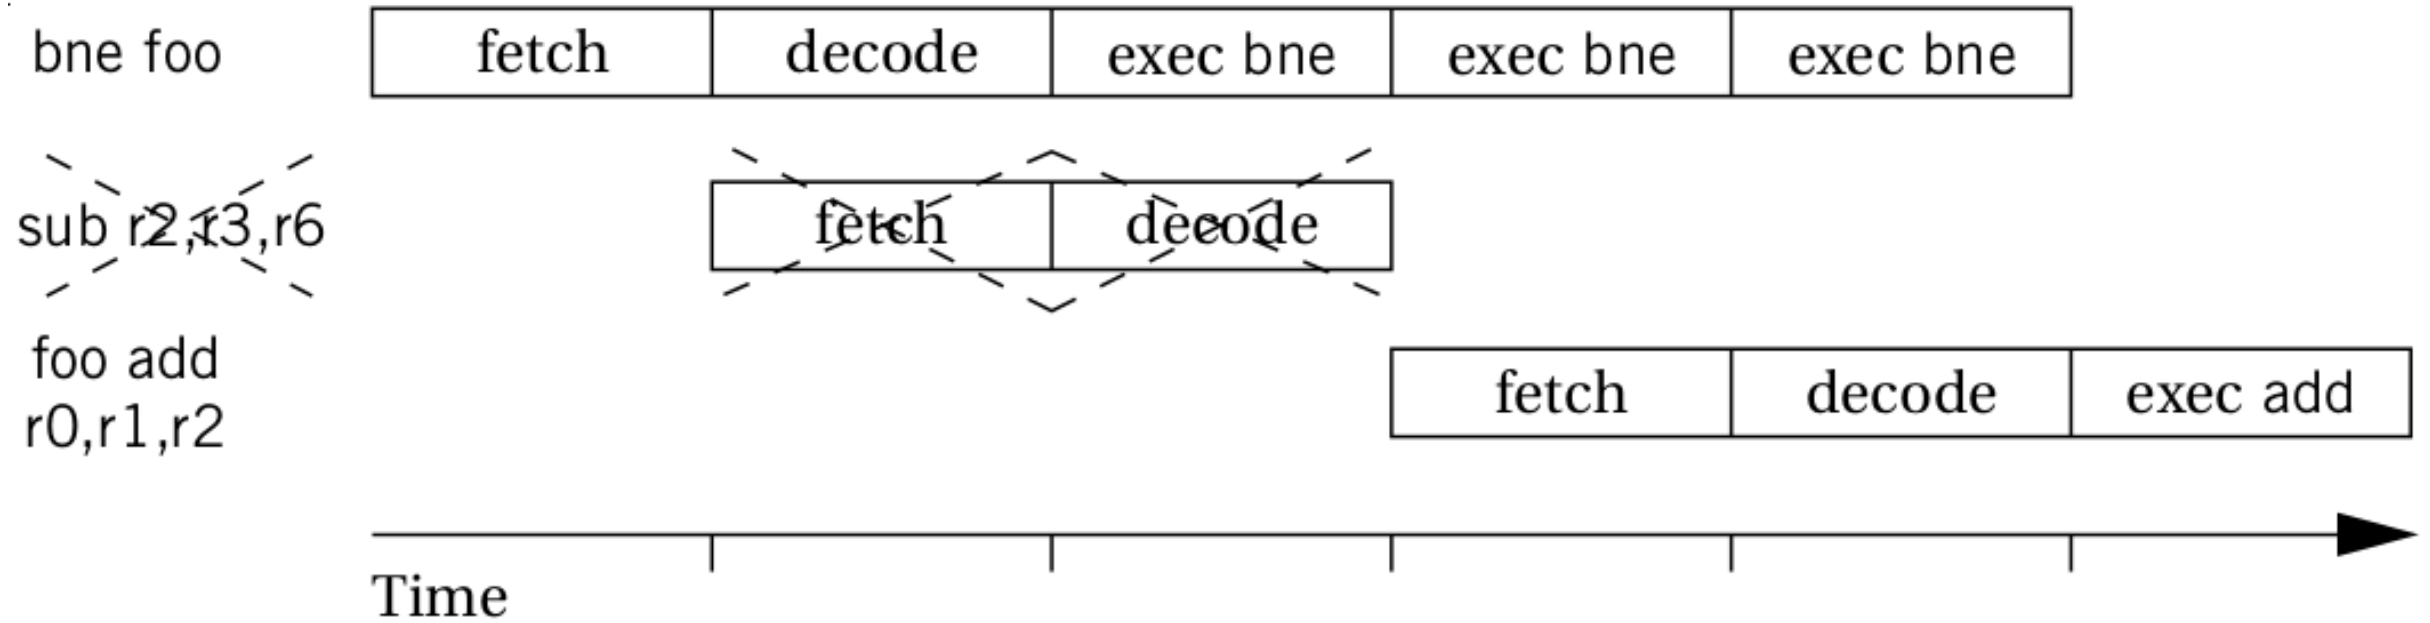 bne foo fetch decode exec bne exec bne exec bne
sub r2,r3,r6 fetch decode
foo add
r0,r1,r2 fetch decode exec add
Time